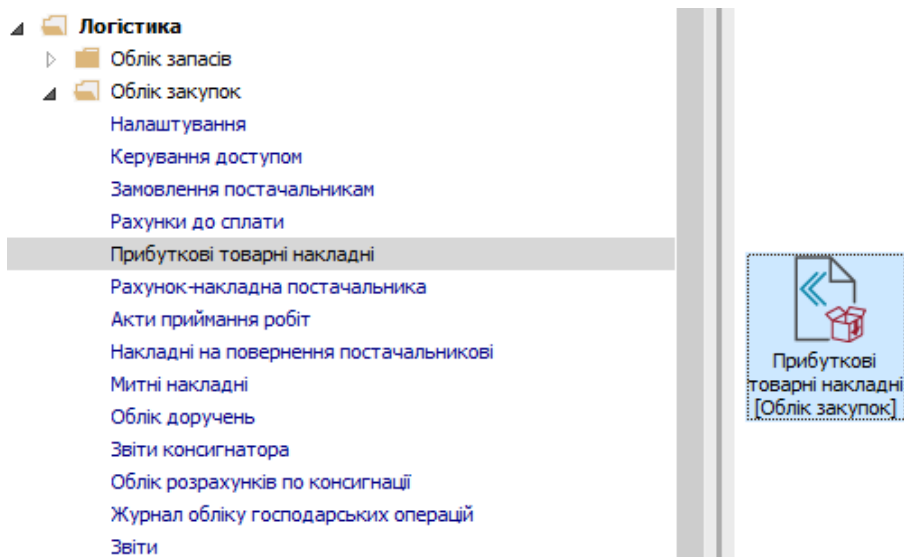 Логістика
Облік запасів
Облік закупок
Налаштування
Керування доступом
Замовлення постачальникам
Рахунки до сплати
Прибуткові товарні накладні
Рахунок-накладна постачальника
Акти приймання робіт
Накладні на повернення постачальникові
Митні накладні
Облік доручень
Звіти консигнатора
Облік розрахунків по консигнації
Журнал обліку господарських операцій
Звіти
Прибуткові
товарні накладні
[Облік закупок]